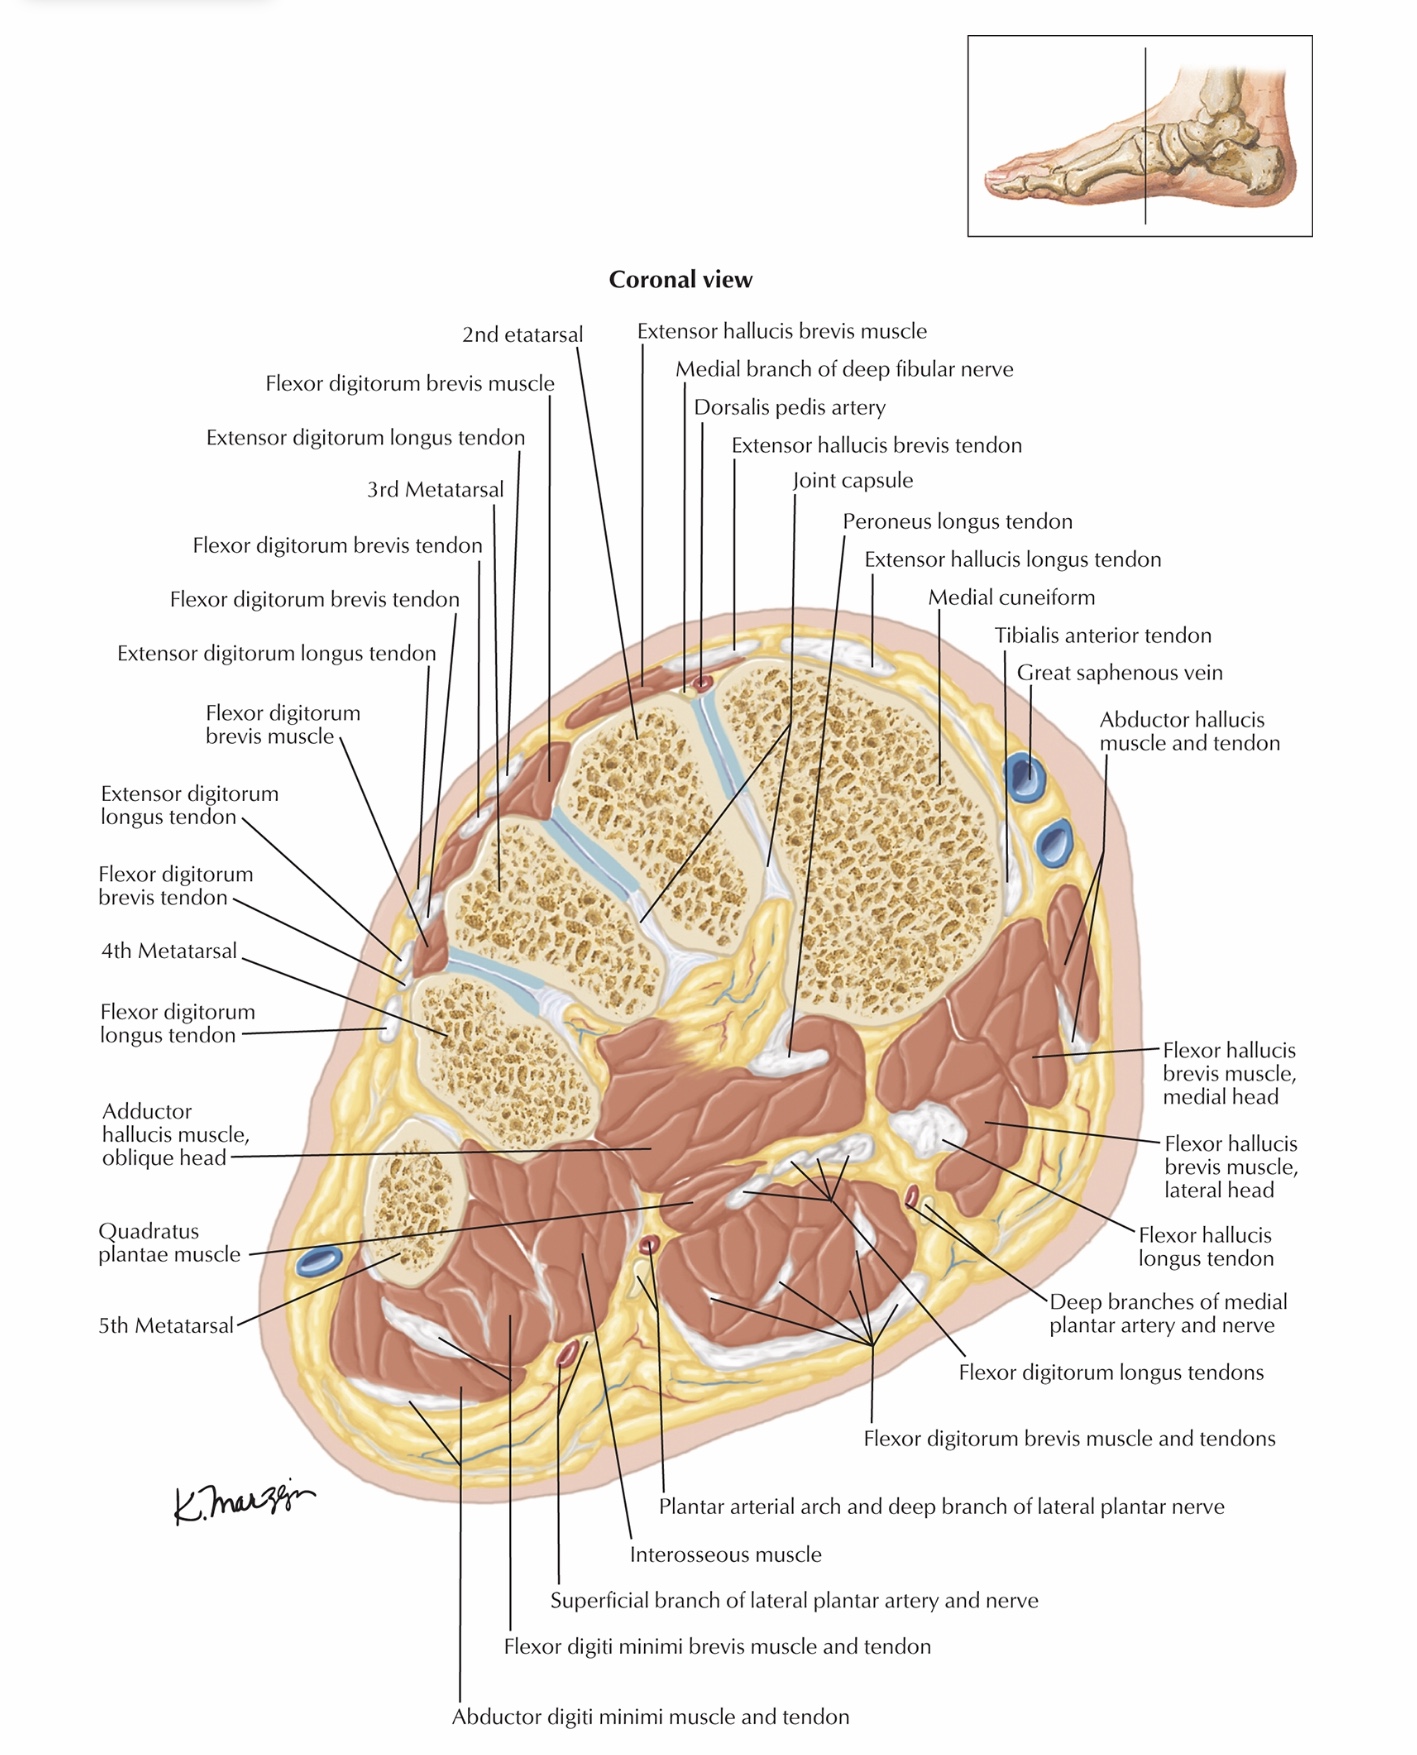 Coronal view
2nd etatarsal
Extensor hallucis brevis muscle
Medial branch of deep fibular nerve
Flexor digitorum brevis muscle
Dorsalis pedis artery
Extensor digitorum longus tendon
Extensor hallucis brevis tendon
3rd Metatarsal
Joint capsule
Peroneus longus tendon
Flexor digitorum brevis tendon
Extensor hallucis longus tendon
Flexor digitorum brevis tendon
Medial cuneiform
Tibialis anterior tendon
Extensor digitorum longus tendon
Great saphenous vein
Flexor digitorum
brevis muscle
Abductor hallucis
muscle and tendon
Extensor digitorum
longus tendon
Flexor digitorum
brevis tendon
4th Metatarsal
Flexor digitorum
longus tendon
Flexor hallucis
brevis muscle,
medial head
Adductor
hallucis muscle,
oblique head
Flexor hallucis
brevis muscle,
lateral head
Quadratus
plantae muscle
Flexor hallucis
longus tendon
5th Metatarsal
Deep branches of medial
plantar artery and nerve
Flexor digitorum longus tendons
Flexor digitorum brevis muscle and tendons
K. Marzejon
Plantar arterial arch and deep branch of lateral plantar nerve
Interosseous muscle
Superficial branch of lateral plantar artery and nerve
Flexor digiti minimi brevis muscle and tendon
Abductor digiti minimi muscle and tendon